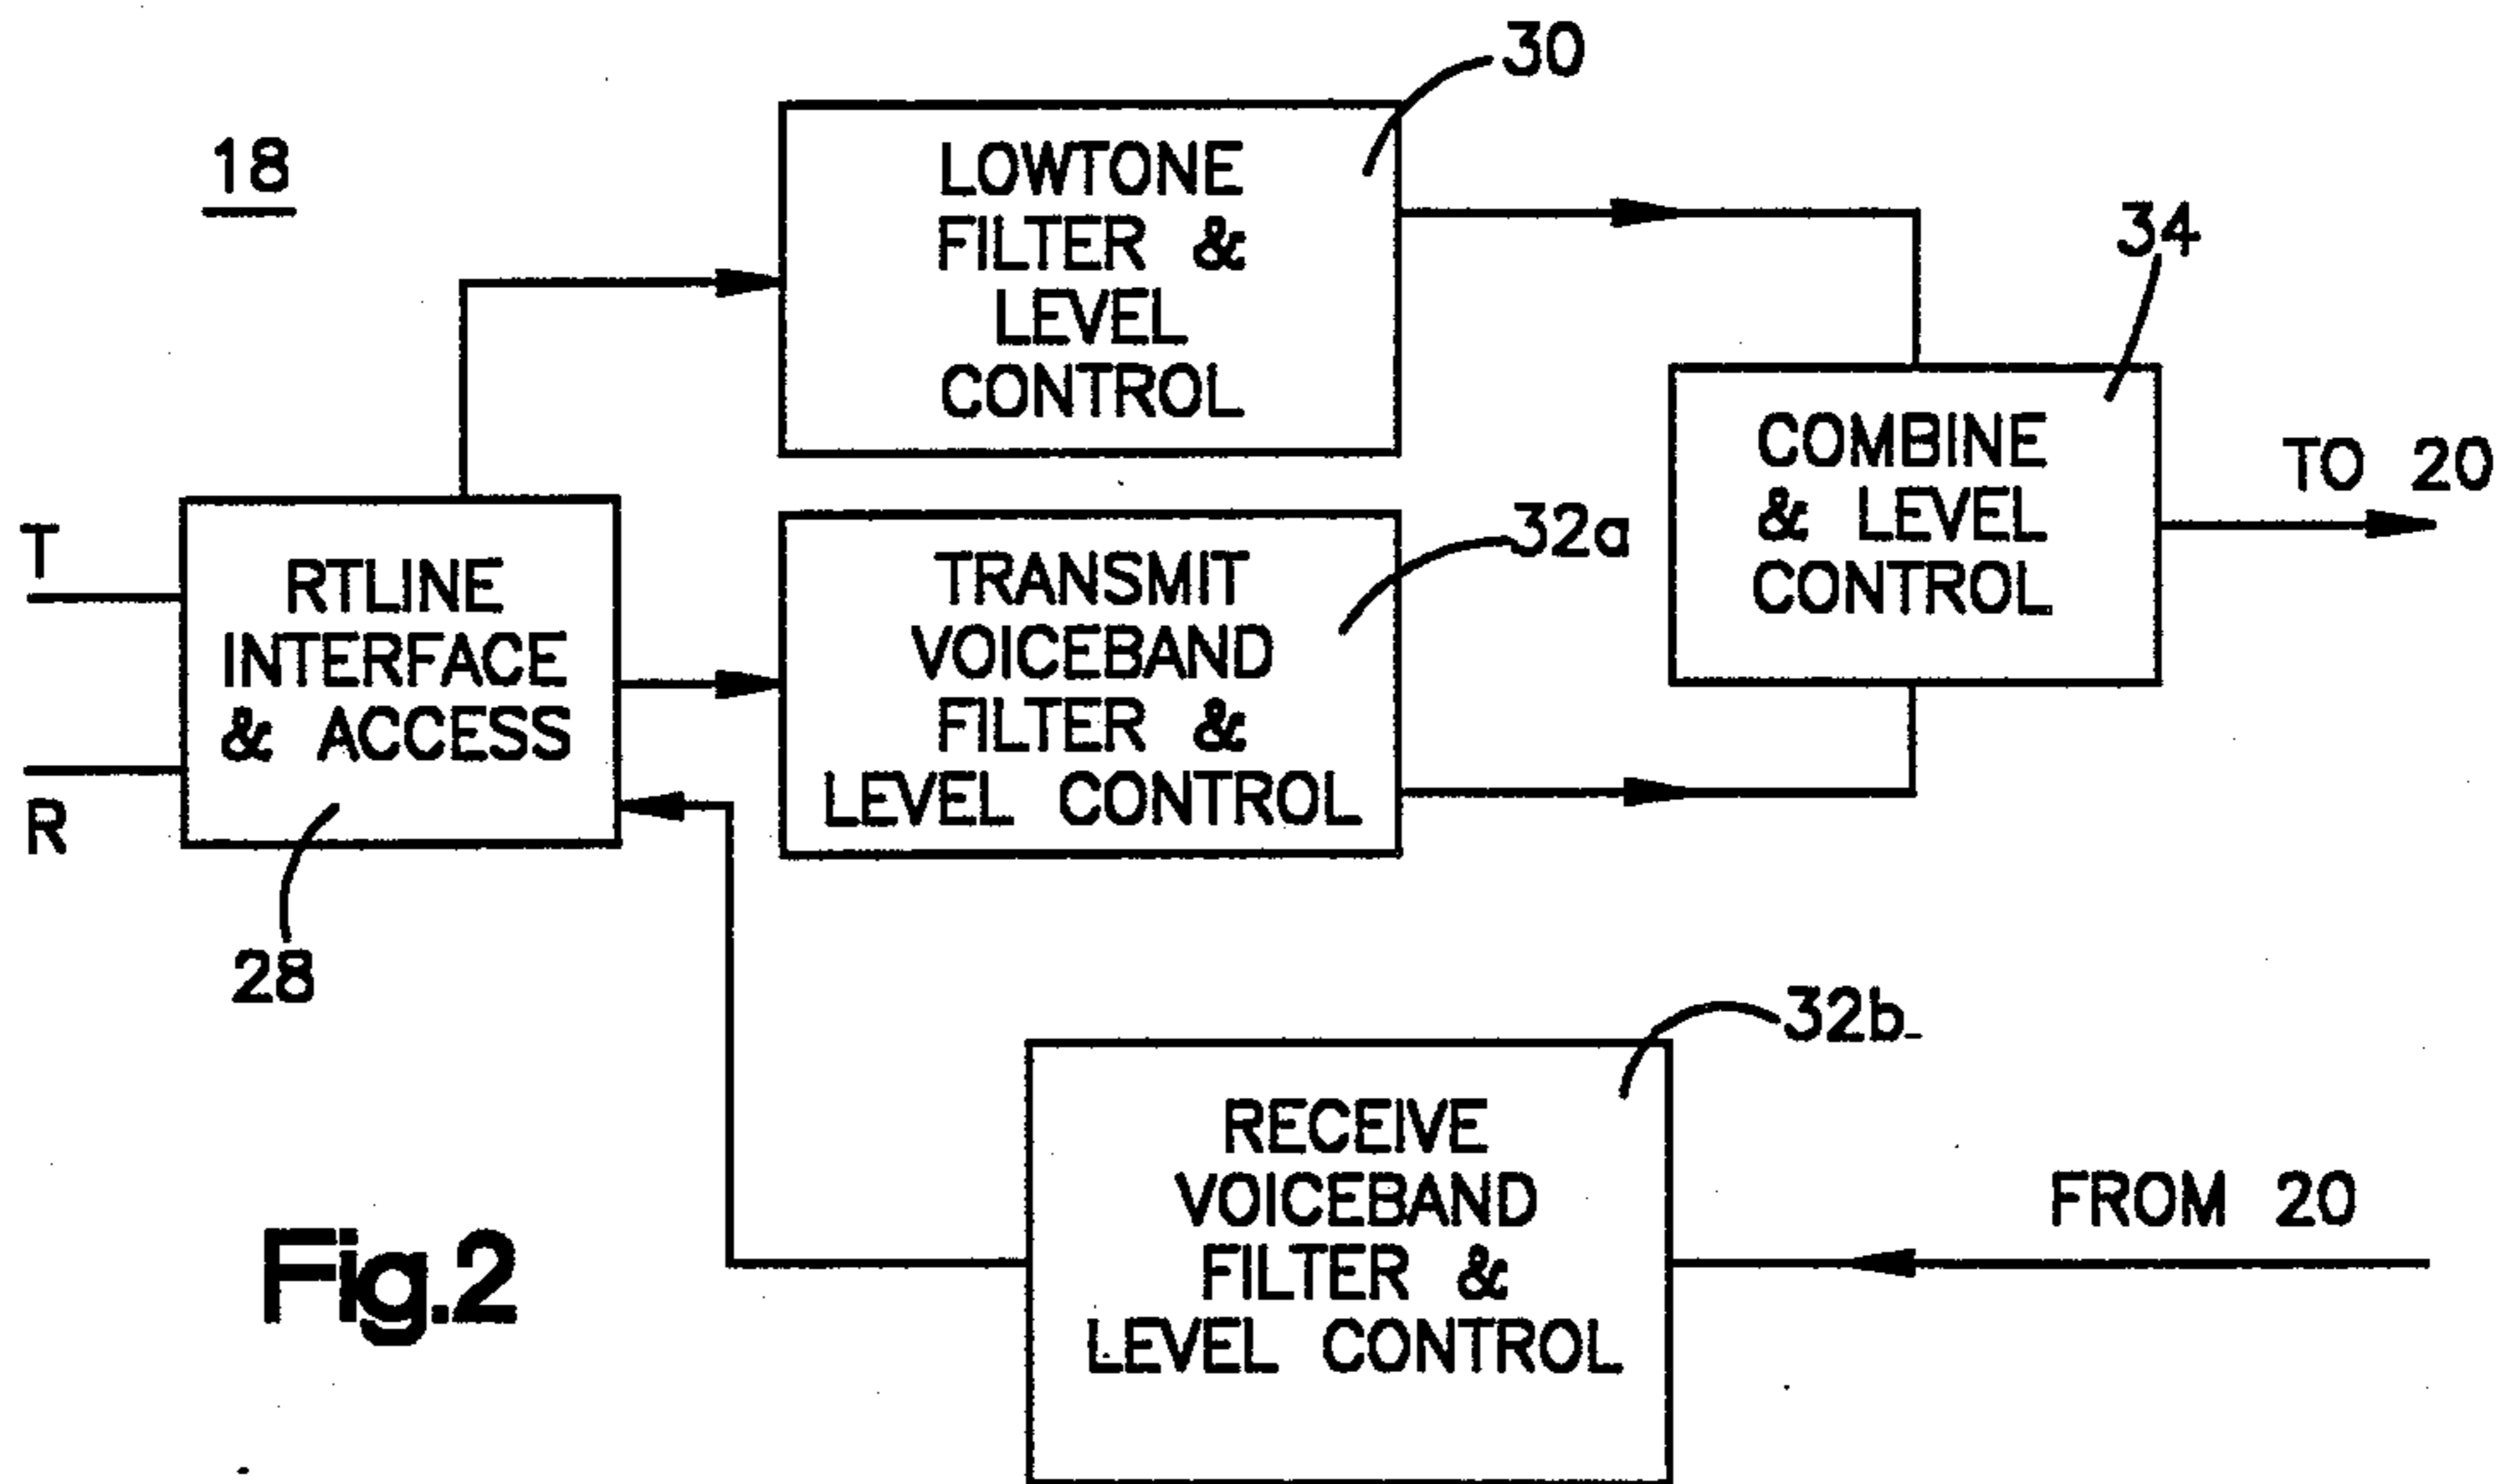 30
18
LOWTONE
FILTER &
LEVEL
CONTROL
34
COMBINE
& LEVEL
CONTROL
TO 20
T
RTLINE
INTERFACE
& ACCESS
R
28
32a
TRANSMIT
VOICEBAND
FILTER &
LEVEL CONTROL
32b
RECEIVE
VOICEBAND
FILTER &
LEVEL CONTROL
FROM 20
Fig.2